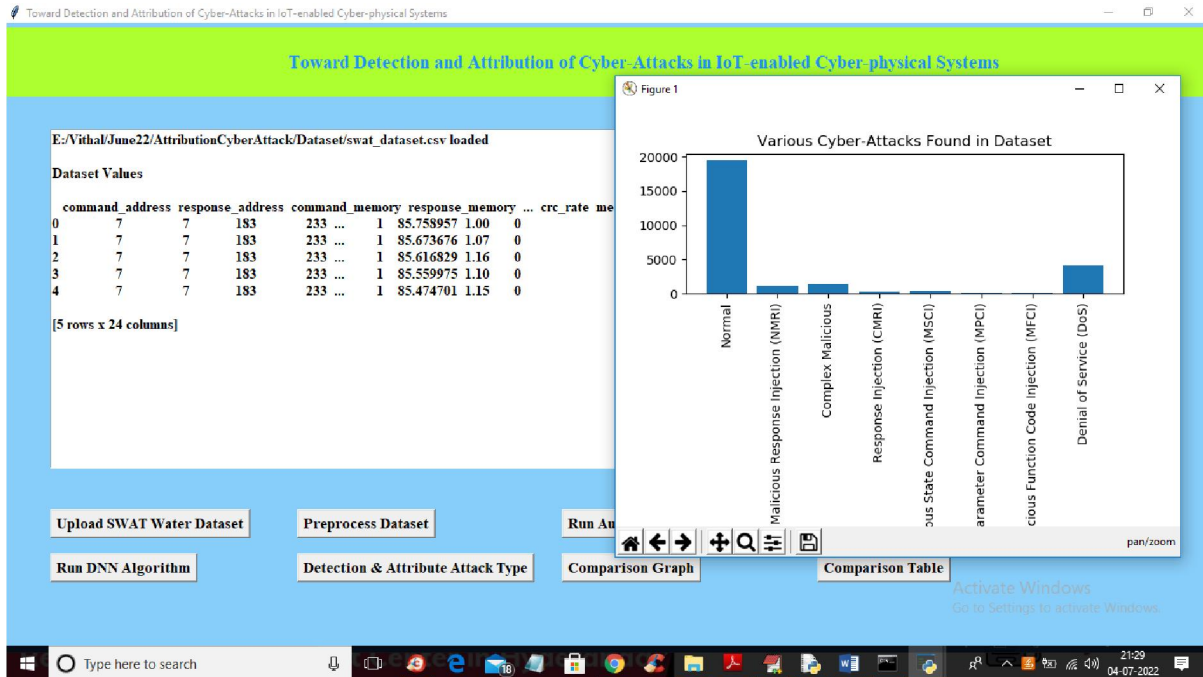 Toward Detection and Attribution of Cyber-Attacks in IoT-enabled Cyber-physical Systems
Toward Detection and Attribution of Cyber-Attacks in IoT-enabled Cyber-physical Systems
E:/Vithal/June22/AttributionCyberAttack/Dataset/swat_dataset.csv loaded
Dataset Values
command_address response_address command_memory response_memory ... crc_rate me
0 7 7 183 233 ... 1 85.758957 1.00 0
1 7 7 183 233 ... 1 85.673676 1.07 0
2 7 7 183 233 ... 1 85.616829 1.16 0
3 7 7 183 233 ... 1 85.559975 1.10 0
4 7 7 183 233 ... 1 85.474701 1.15 0
[5 rows x 24 columns]
Figure 1
Various Cyber-Attacks Found in Dataset
20000
15000
10000
5000
0
Normal
Malicious Response Injection (NMRI)
Complex Malicious
Response Injection (CMRI)
ous State Command Injection (MSCI)
arameter Command Injection (MPCI)
cious Function Code Injection (MFCI)
Denial of Service (DoS)
pan/zoom
Upload SWAT Water Dataset
Preprocess Dataset
Run Au
Run DNN Algorithm
Detection & Attribute Attack Type
Comparison Graph
Comparison Table
Activate Windows
Go to Settings to activate Windows.
Type here to search
18
21:29
04-07-2022